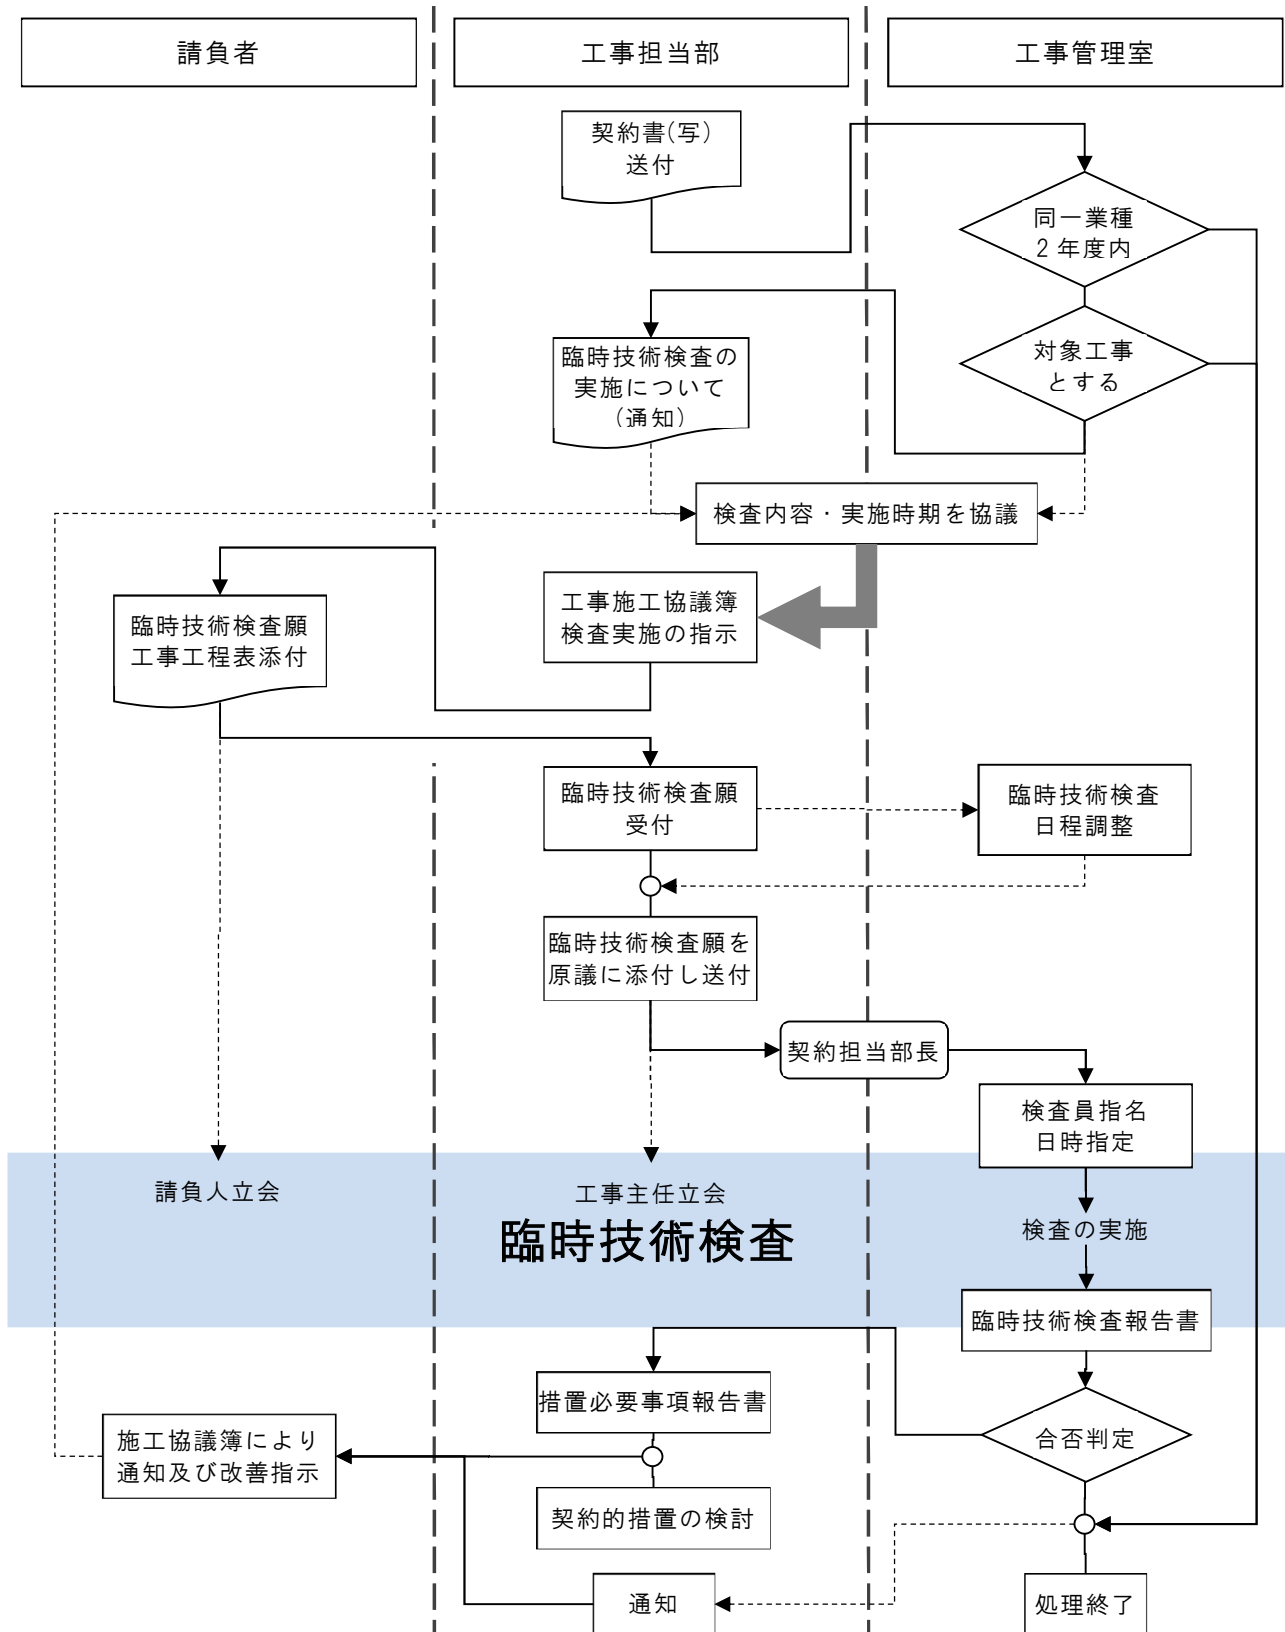 請負者
工事担当部
工事管理室
契約書(写)
送付
同一業種
2年度内
対象工事
とする
臨時技術検査の
実施について
(通知)
検査内容・実施時期を協議
工事施工協議簿
検査実施の指示
臨時技術検査願
工事工程表添付
臨時技術検査願
受付
臨時技術検査
日程調整
臨時技術検査願を
原議に添付し送付
契約担当部長
検査員指名
日時指定
請負人立会
工事主任立会
臨時技術検査
検査の実施
臨時技術検査報告書
措置必要事項報告書
合否判定
施工協議簿により
通知及び改善指示
契約的措置の検討
通知
処理終了